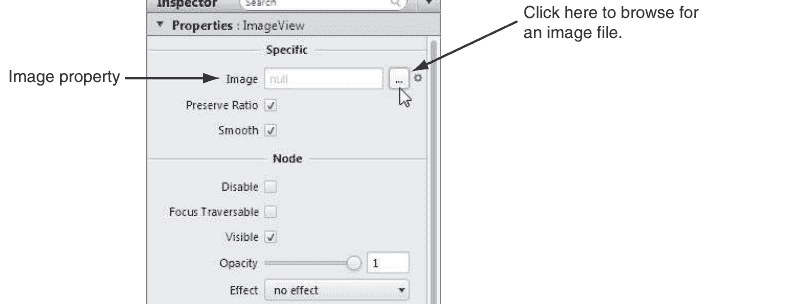 Inspector
Search
Click here to browse for
an image file.
Properties : ImageView
Specific
Image property
Image null ...
Preserve Ratio
Smooth
Node
Disable
Focus Traversable
Visible
Opacity 1
Effect no effect